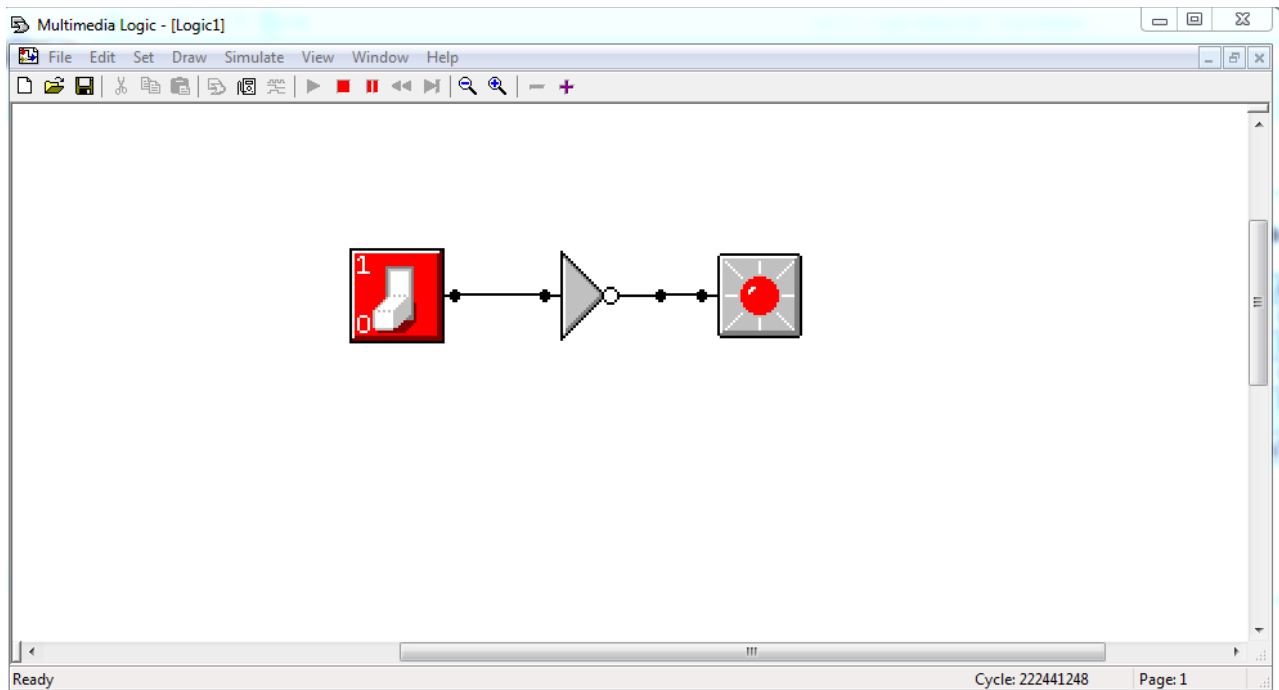 Multimedia Logic - [Logic1]
File Edit Set Draw Simulate View Window Help
1
0
Ready Cycle: 222441248 Page: 1